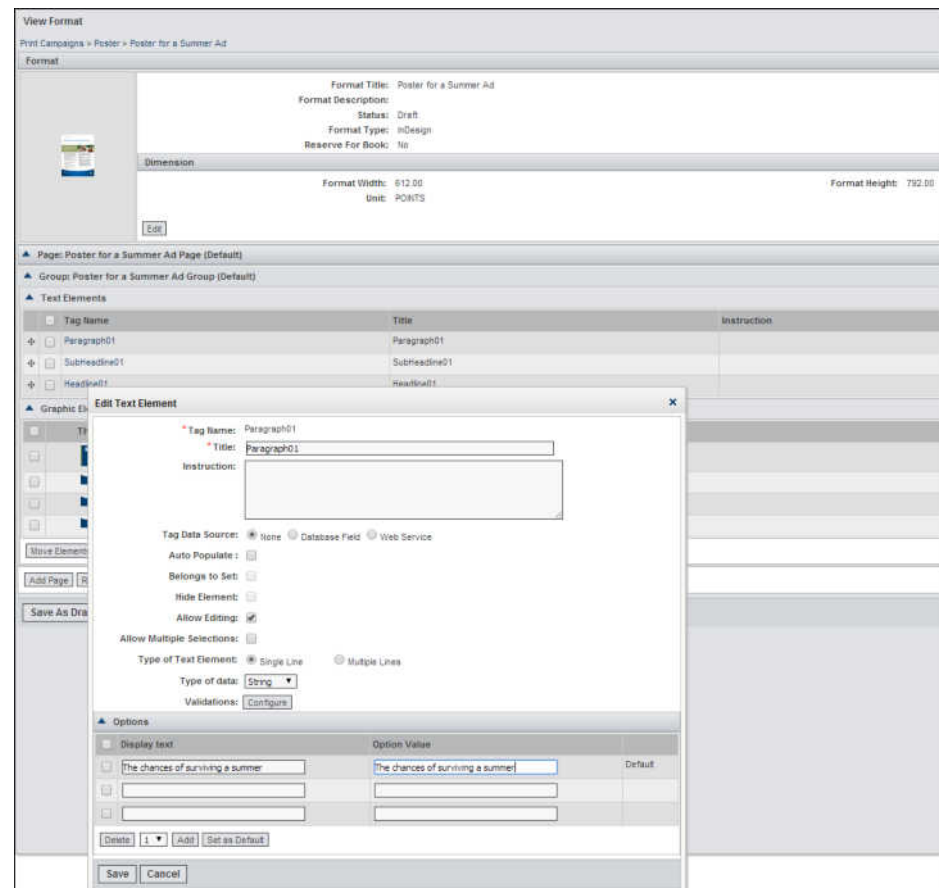 View Format
Print Campaigns > Poster > Poster for a Summer Ad
Format
Format Title: Poster for a Summer Ad
Format Description:
Status: Draft
Format Type: InDesign
Reserve For Book: No
Dimension
Format Width: 612.00 Format Height: 792.00
Unit: POINTS
Edit
Page: Poster for a Summer Ad Page (Default)
Group: Poster for a Summer Ad Group (Default)
Text Elements
Tag Name Title Instruction
Paragraph01 Paragraph01
SubHeadline01 SubHeadline01
Headline01 Headline01
Graphic El
Edit Text Element x
Ti
*Tag Name: Paragraph01
*Title: Paragraph01
Instruction:
Tag Data Source: None Database Field Web Service
Move Elements
Auto Populate :
Belongs to Set:
Add Page R
Hide Element:
Save As Dra
Allow Editing:
Allow Multiple Selections:
Type of Text Element: Single Line Multiple Lines
Type of data: String
Validations: Configure
Options
Display text Option Value
The chances of surviving a summer The chances of surviving a summer Default
Delete 1 Add Set as Default
Save Cancel